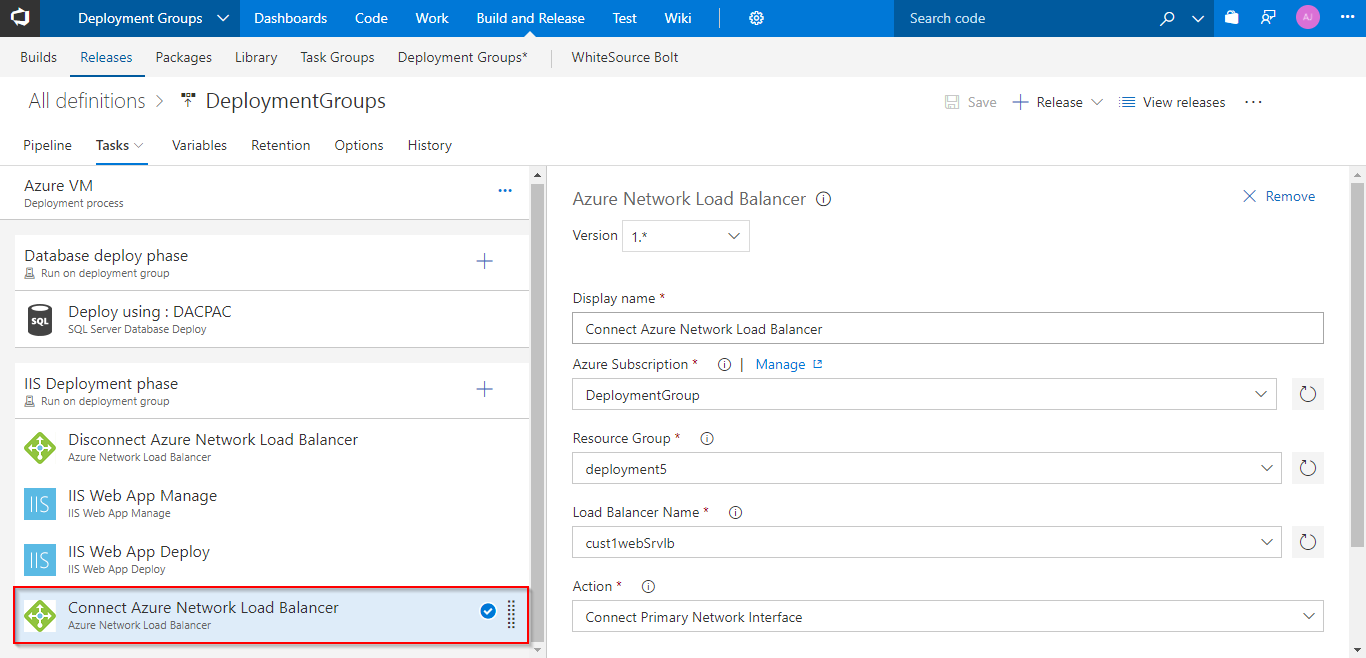 Deployment Groups Dashboards Code Work Build and Release Test Wiki Search code AJ
Builds Releases Packages Library Task Groups Deployment Groups* WhiteSource Bolt
All definitions DeploymentGroups Save Release View releases
Pipeline Tasks Variables Retention Options History
Azure VM
Deployment process
Database deploy phase
Run on deployment group
SQL
Deploy using : DACPAC
SQL Server Database Deploy
IIS Deployment phase
Run on deployment group
Disconnect Azure Network Load Balancer
Azure Network Load Balancer
IIS
IIS Web App Manage
IIS Web App Manage
IIS
IIS Web App Deploy
IIS Web App Deploy
Connect Azure Network Load Balancer
Azure Network Load Balancer
Azure Network Load Balancer Remove
Version 1.*
Display name *
Connect Azure Network Load Balancer
Azure Subscription * | Manage
DeploymentGroup
Resource Group *
deployment5
Load Balancer Name *
cust1webSrvlb
Action *
Connect Primary Network Interface